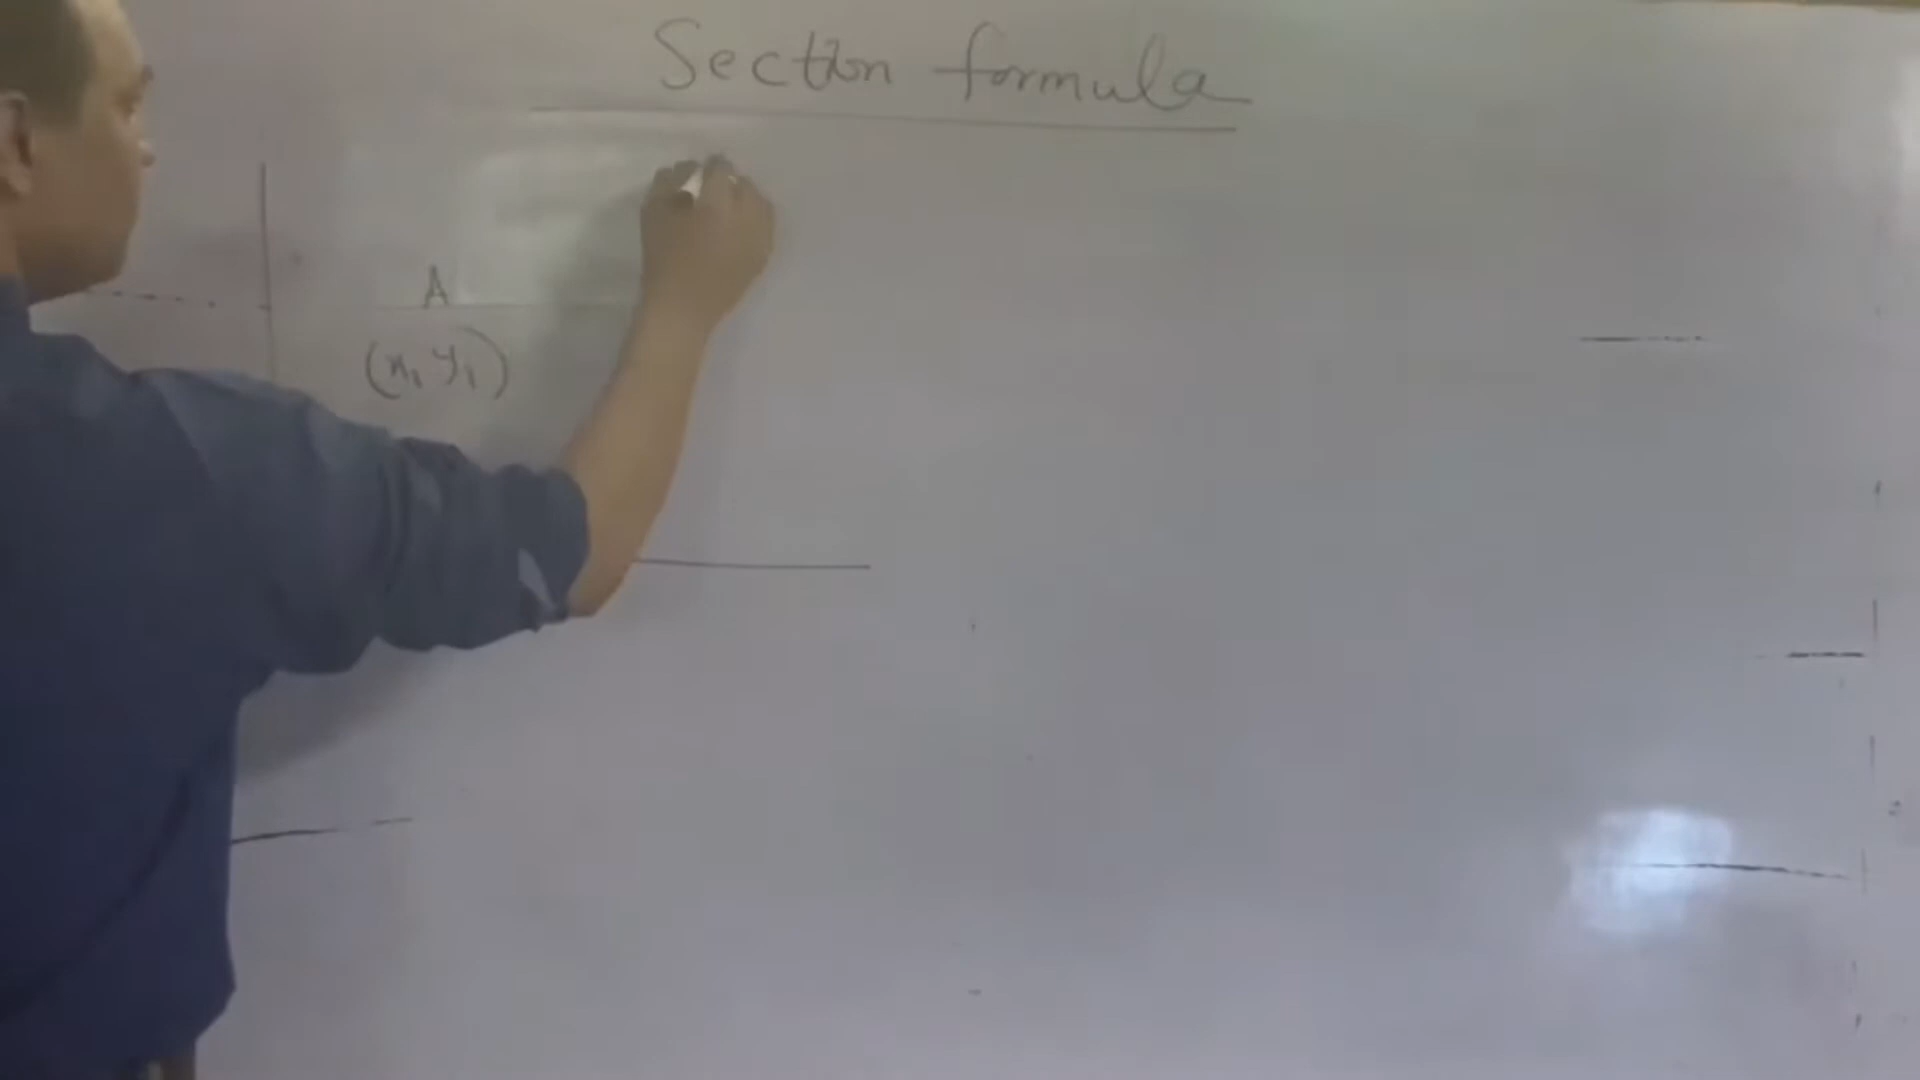 Section formula
A
(x₁ y₁)